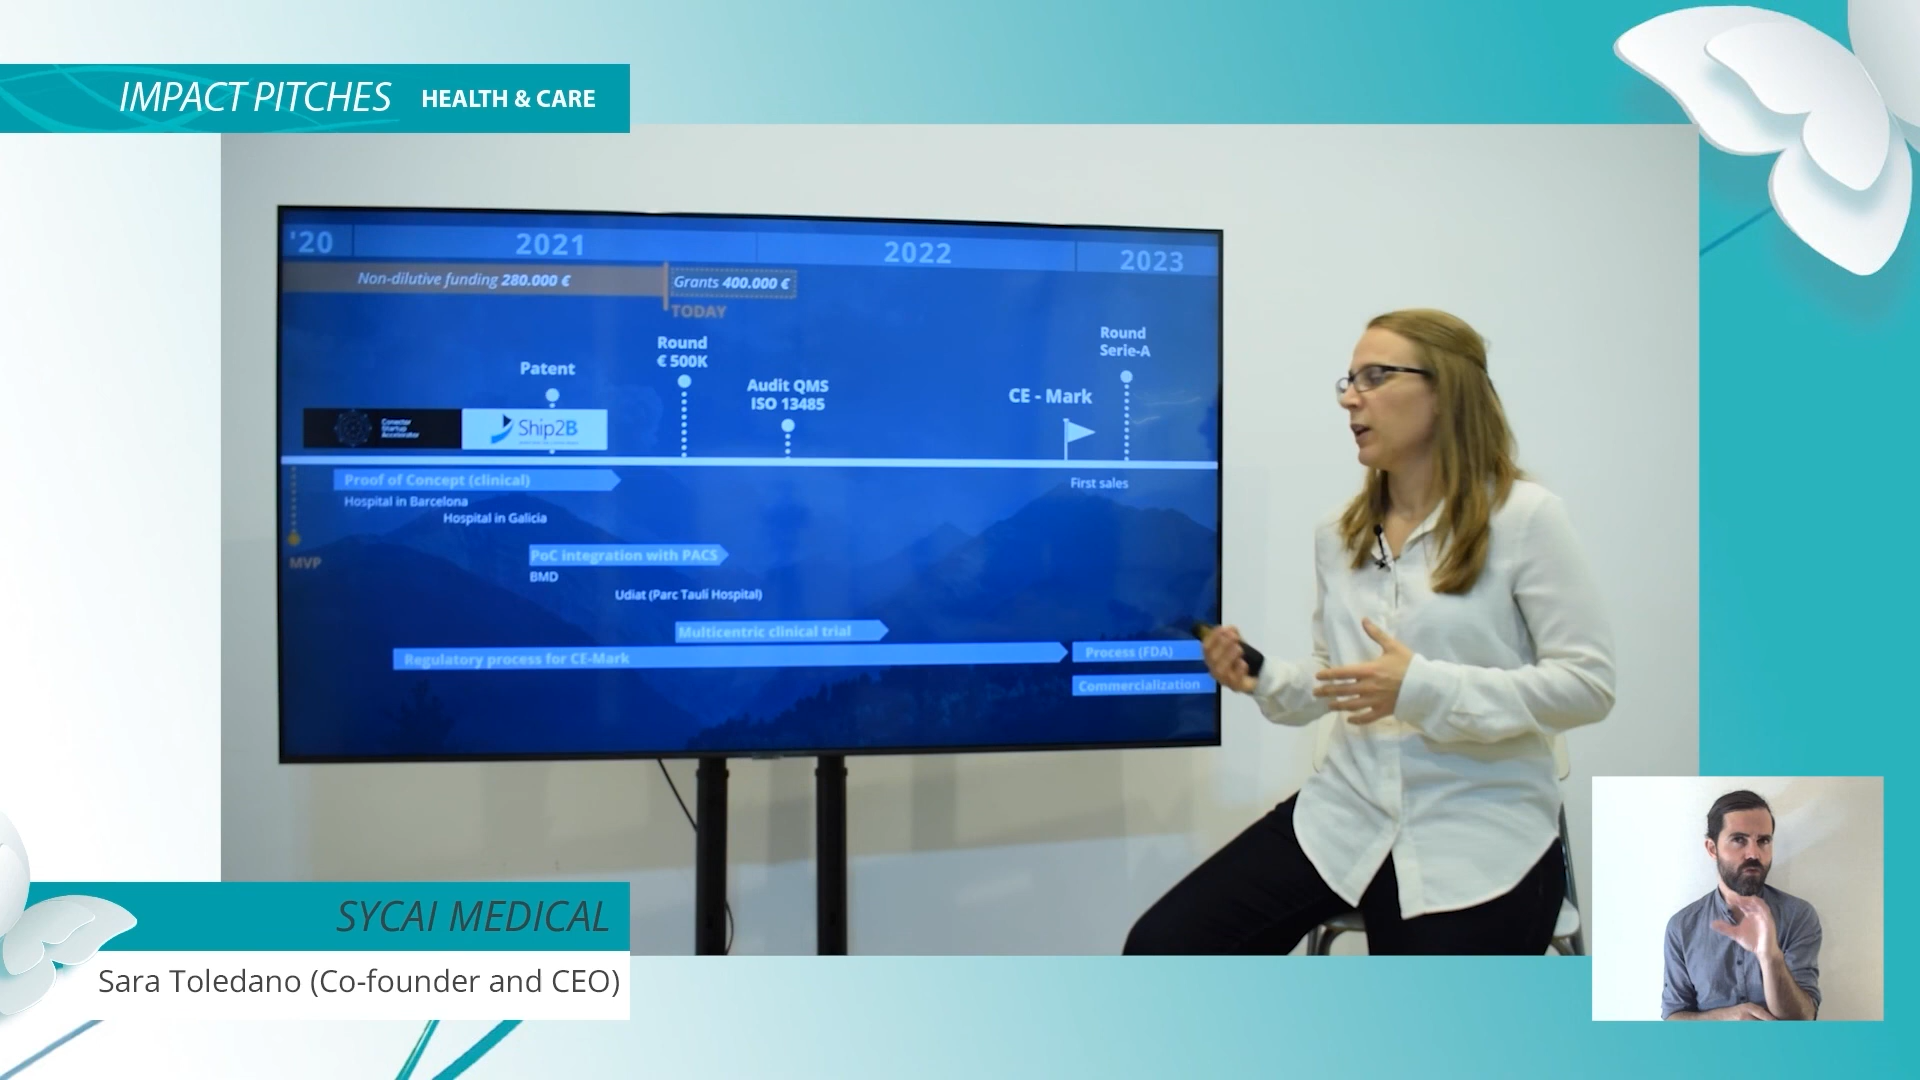 IMPACT PITCHES HEALTH & CARE
'20 2021 2022 2023
Non-dilutive funding 280.000 €
Grants 400.000 €
TODAY
Round
€ 500K
Round
Serie-A
Patent
Audit QMS
ISO 13485
CE - Mark
Conector
Startup
Accelerator
Ship2B
Proof of Concept (clinical)
Hospital in Barcelona
Hospital in Galicia
First sales
MVP
PoC integration with PACS
BMD
Udiat (Parc Taulí Hospital)
Multicentric clinical trial
Regulatory process for CE-Mark
Process (FDA)
Commercialization
SYCAI MEDICAL
Sara Toledano (Co-founder and CEO)